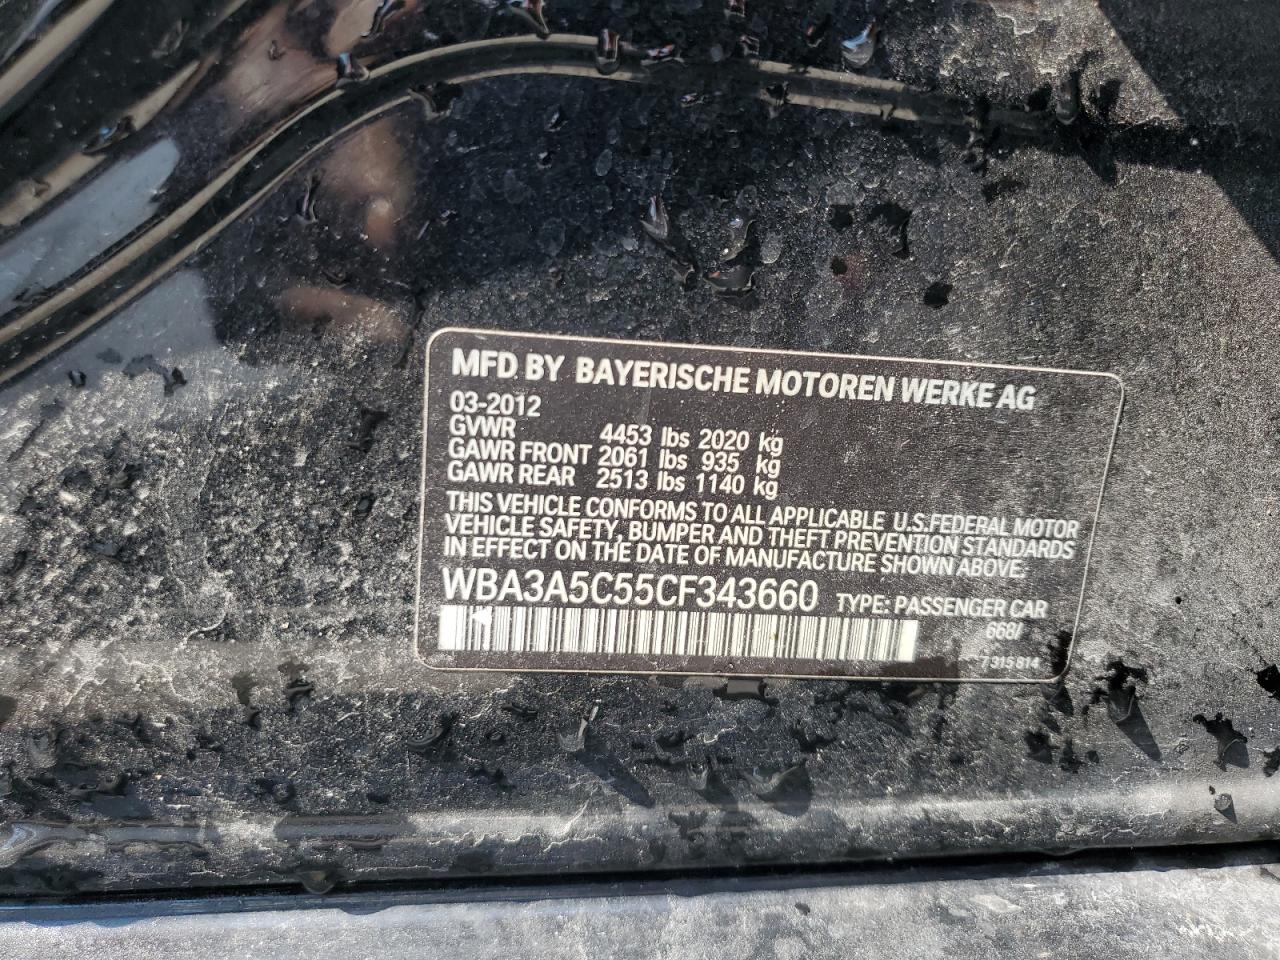 MFD. BY BAYERISCHE MOTOREN WERKE AG
03-2012
GVWR 4453 lbs 2020 kg
GAWR FRONT 2061 lbs 935 kg
GAWR REAR 2513 lbs 1140 kg
THIS VEHICLE CONFORMS TO ALL APPLICABLE U.S.FEDERAL MOTOR
VEHICLE SAFETY, BUMPER AND THEFT PREVENTION STANDARDS
IN EFFECT ON THE DATE OF MANUFACTURE SHOWN ABOVE:
WBA3A5C55CF343660 TYPE: PASSENGER CAR
668/
7 315 814